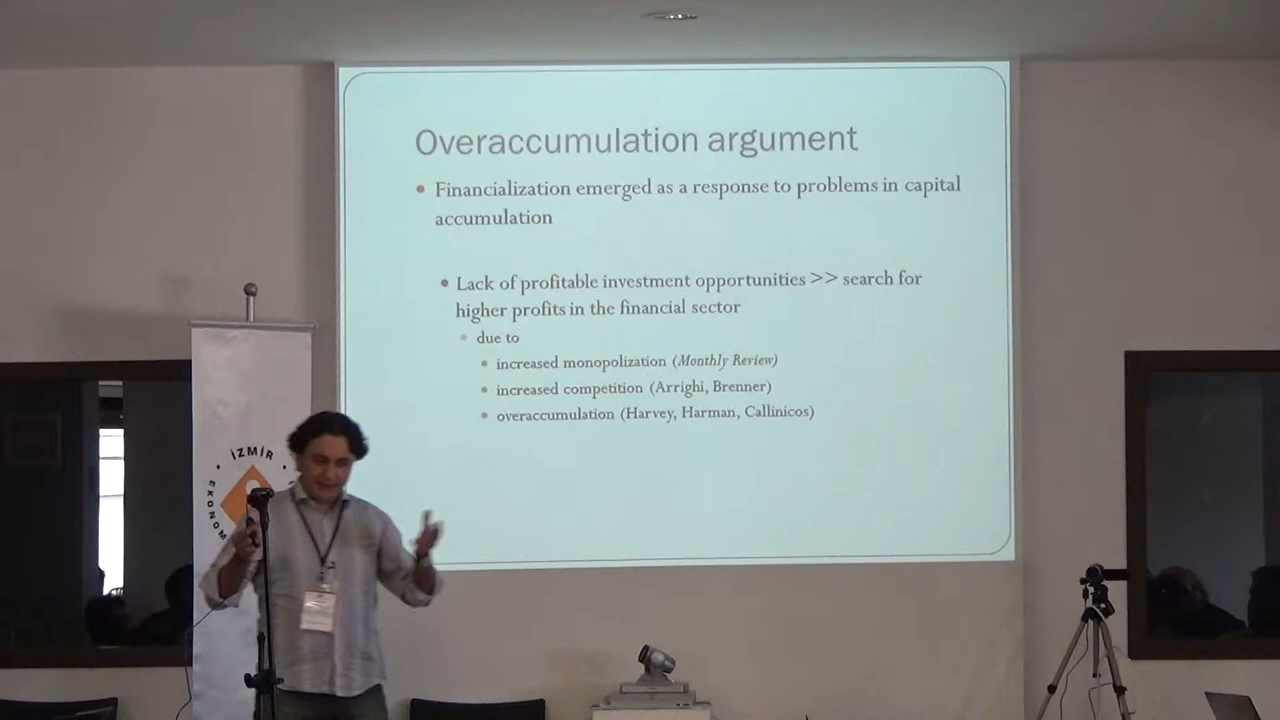 Overaccumulation argument
• Financialization emerged as a response to problems in capital
accumulation
• Lack of profitable investment opportunities >> search for
higher profits in the financial sector
• due to
• increased monopolization (Monthly Review)
• increased competition (Arrighi, Brenner)
• overaccumulation (Harvey, Harman, Callinicos)
İZMİR